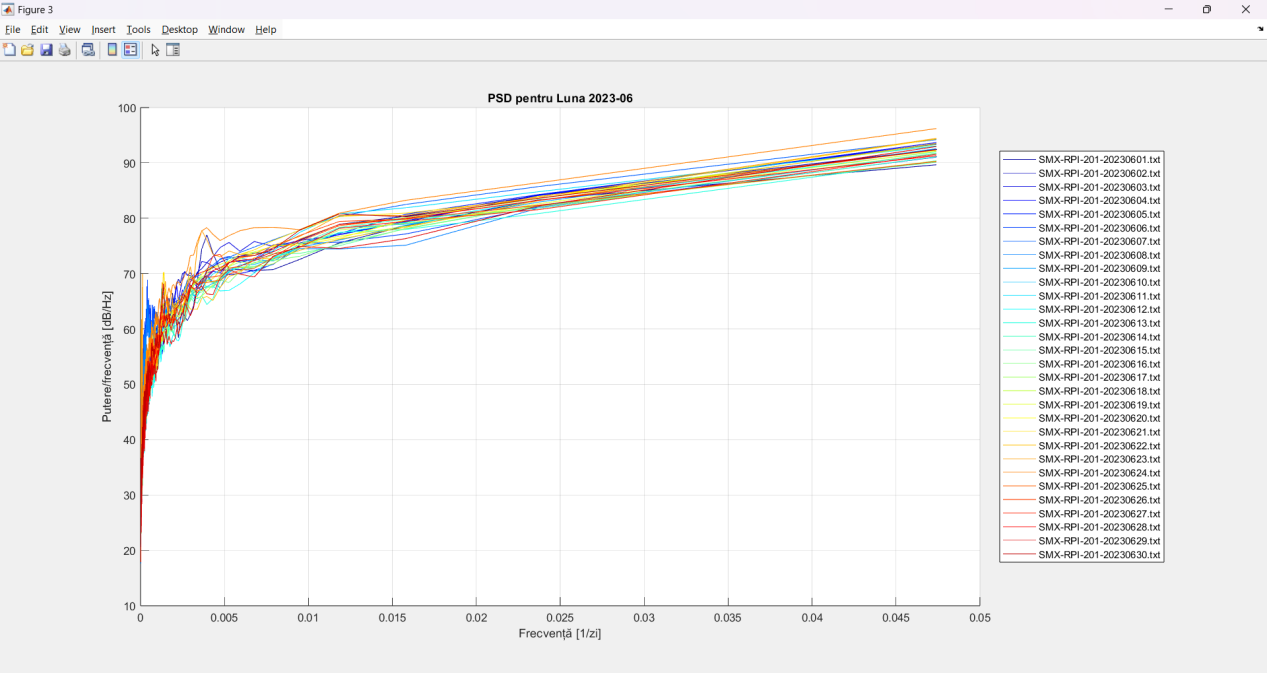 Figure 3
File Edit View Insert Tools Desktop Window Help
PSD pentru Luna 2023-06
100
90
80
70
60
50
40
30
20
10
Putere/frecvență [dB/Hz]
0 0.005 0.01 0.015 0.02 0.025 0.03 0.035 0.04 0.045 0.05
Frecvență [1/zi]
SMX-RPI-201-20230601.txt
SMX-RPI-201-20230602.txt
SMX-RPI-201-20230603.txt
SMX-RPI-201-20230604.txt
SMX-RPI-201-20230605.txt
SMX-RPI-201-20230606.txt
SMX-RPI-201-20230607.txt
SMX-RPI-201-20230608.txt
SMX-RPI-201-20230609.txt
SMX-RPI-201-20230610.txt
SMX-RPI-201-20230611.txt
SMX-RPI-201-20230612.txt
SMX-RPI-201-20230613.txt
SMX-RPI-201-20230614.txt
SMX-RPI-201-20230615.txt
SMX-RPI-201-20230616.txt
SMX-RPI-201-20230617.txt
SMX-RPI-201-20230618.txt
SMX-RPI-201-20230619.txt
SMX-RPI-201-20230620.txt
SMX-RPI-201-20230621.txt
SMX-RPI-201-20230622.txt
SMX-RPI-201-20230623.txt
SMX-RPI-201-20230624.txt
SMX-RPI-201-20230625.txt
SMX-RPI-201-20230626.txt
SMX-RPI-201-20230627.txt
SMX-RPI-201-20230628.txt
SMX-RPI-201-20230629.txt
SMX-RPI-201-20230630.txt